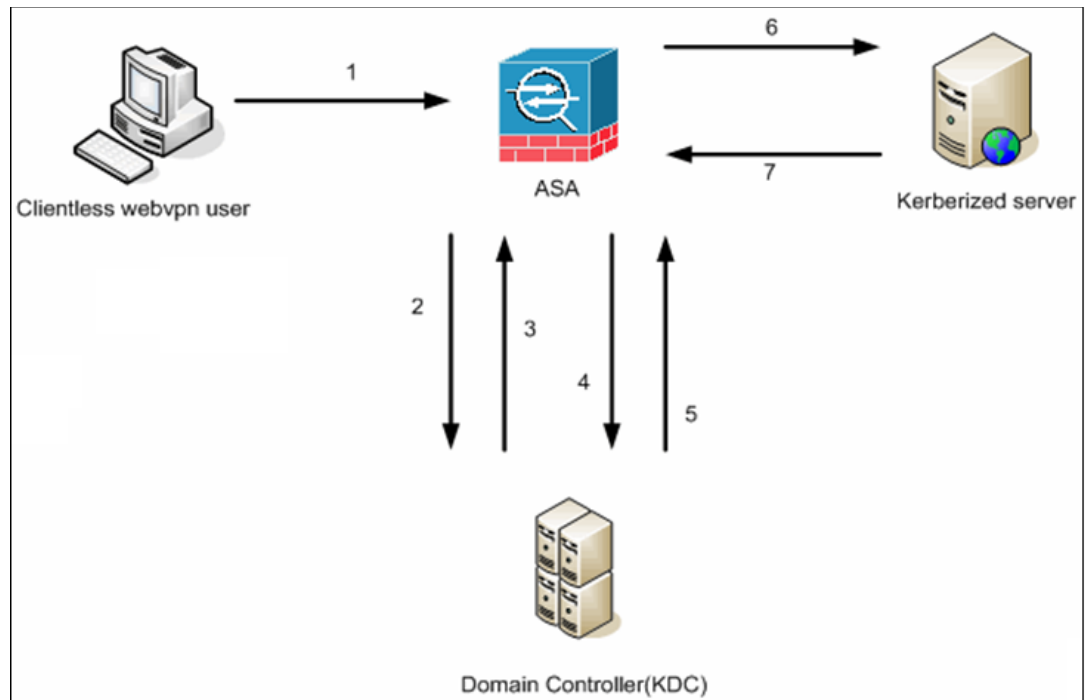 6
1
ASA
7
Clientless webvpn user
Kerberized server
2
3
4
5
Domain Controller(KDC)